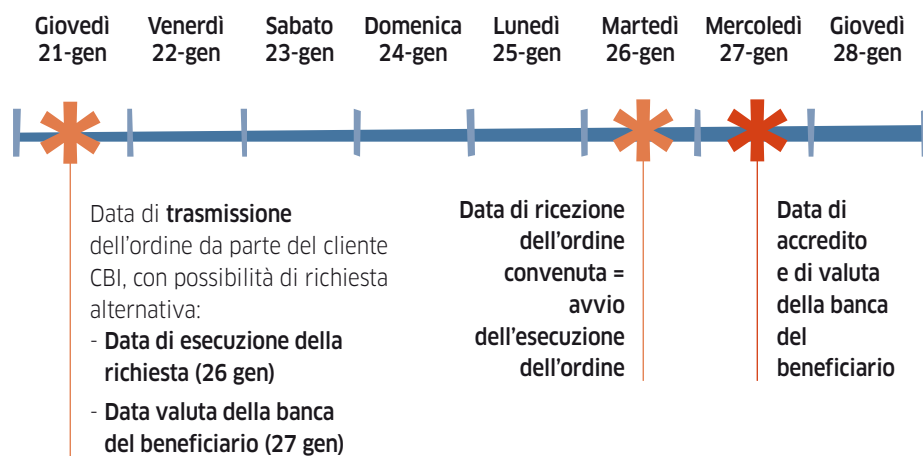 Giovedì Venerdì Sabato Domenica Lunedì Martedì Mercoledì Giovedì
21-gen 22-gen 23-gen 24-gen 25-gen 26-gen 27-gen 28-gen
Data di trasmissione
dell'ordine da parte del cliente
CBI, con possibilità di richiesta
alternativa:
- Data di esecuzione della
richiesta (26 gen)
- Data valuta della banca
del beneficiario (27 gen)
Data di ricezione
dell'ordine
convenuta =
avvio
dell'esecuzione
dell'ordine
Data di
accredito
e di valuta
della banca
del
beneficiario